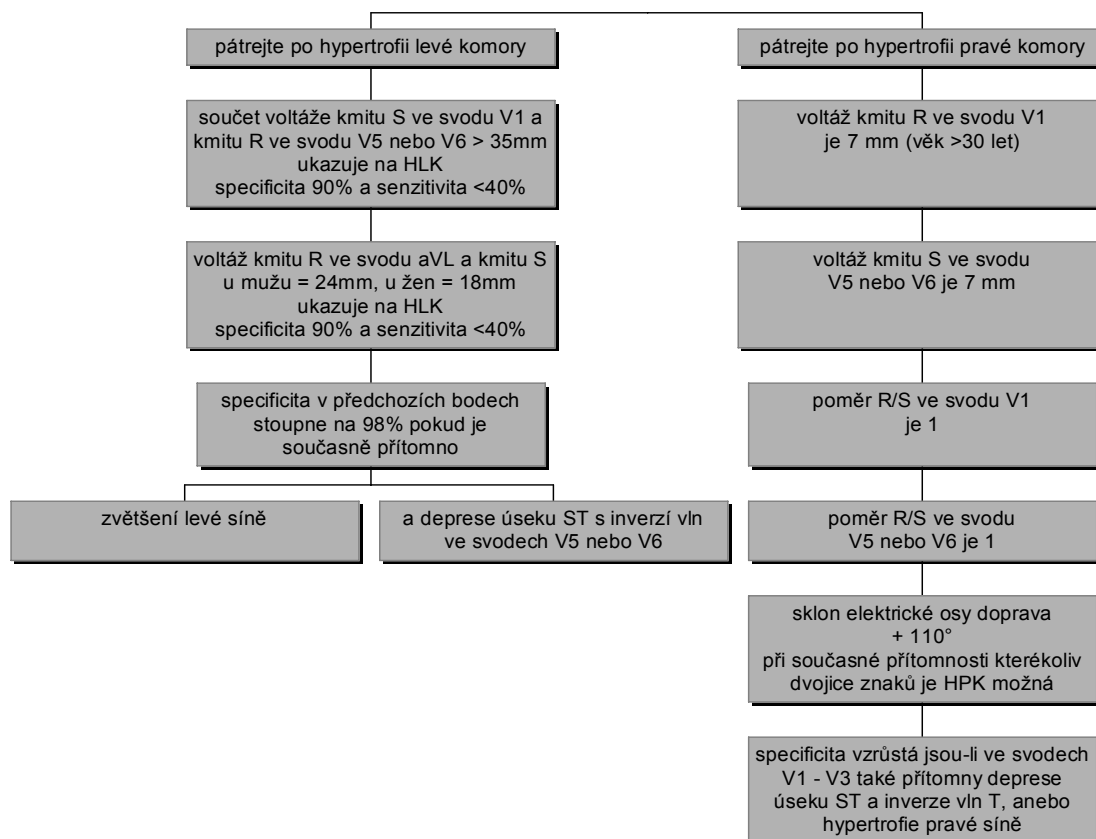 pátrejte po hypertrofii levé komory
součet voltáže kmitu S ve svodu V1 a
kmitu R ve svodu V5 nebo V6 > 35mm
ukazuje na HLK
specificita 90% a senzitivita <40%
voltáž kmitu R ve svodu aVL a kmitu S
u mužu = 24mm, u žen = 18mm
ukazuje na HLK
specificita 90% a senzitivita <40%
specificita v předchozích bodech
stoupne na 98% pokud je
současně přítomno
zvětšení levé síně
a deprese úseku ST s inverzí vln
ve svodech V5 nebo V6
pátrejte po hypertrofii pravé komory
voltáž kmitu R ve svodu V1
je 7 mm (věk >30 let)
voltáž kmitu S ve svodu
V5 nebo V6 je 7 mm
poměr R/S ve svodu V1
je 1
poměr R/S ve svodu
V5 nebo V6 je 1
sklon elektrické osy doprava
+ 110°
při současné přítomnosti kterékoliv
dvojice znaků je HPK možná
specificita vzrůstá jsou-li ve svodech
V1 - V3 také přítomny deprese
úseku ST a inverze vln T, anebo
hypertrofie pravé síně